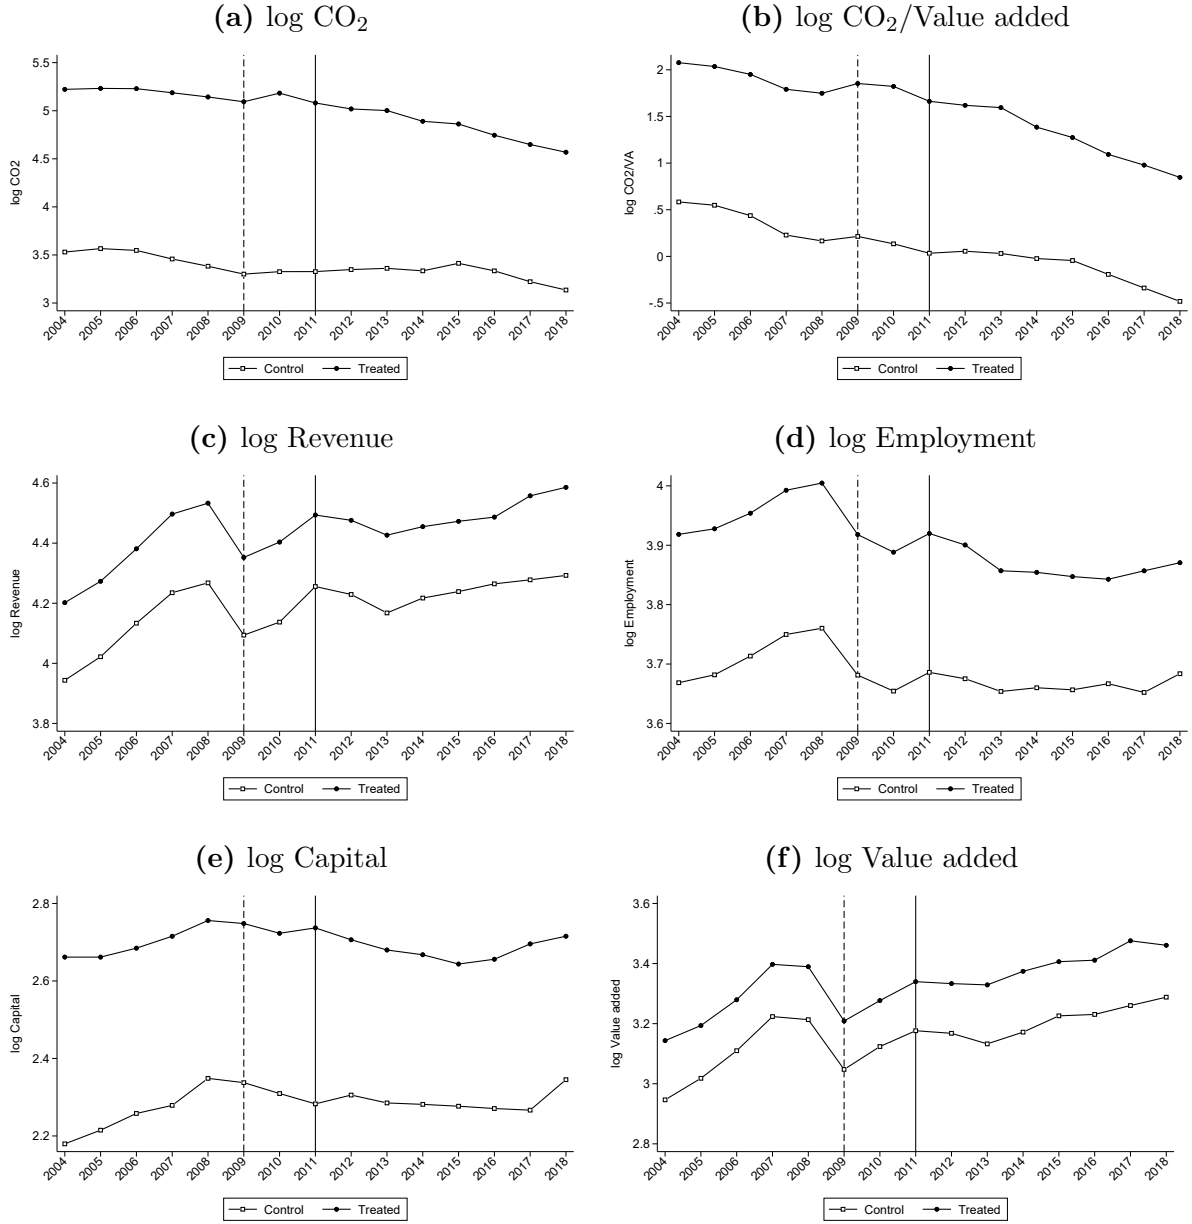 (a) log CO₂
5.5
5
4.5
4
3.5
3
log CO2
2004 2005 2006 2007 2008 2009 2010 2011 2012 2013 2014 2015 2016 2017 2018
Control Treated
(b) log CO₂/Value added
2
1.5
1
.5
0
-.5
log CO2/VA
2004 2005 2006 2007 2008 2009 2010 2011 2012 2013 2014 2015 2016 2017 2018
Control Treated
(c) log Revenue
4.6
4.4
4.2
4
3.8
log Revenue
2004 2005 2006 2007 2008 2009 2010 2011 2012 2013 2014 2015 2016 2017 2018
Control Treated
(d) log Employment
4
3.9
3.8
3.7
3.6
log Employment
2004 2005 2006 2007 2008 2009 2010 2011 2012 2013 2014 2015 2016 2017 2018
Control Treated
(e) log Capital
2.8
2.6
2.4
2.2
log Capital
2004 2005 2006 2007 2008 2009 2010 2011 2012 2013 2014 2015 2016 2017 2018
Control Treated
(f) log Value added
3.6
3.4
3.2
3
2.8
log Value added
2004 2005 2006 2007 2008 2009 2010 2011 2012 2013 2014 2015 2016 2017 2018
Control Treated